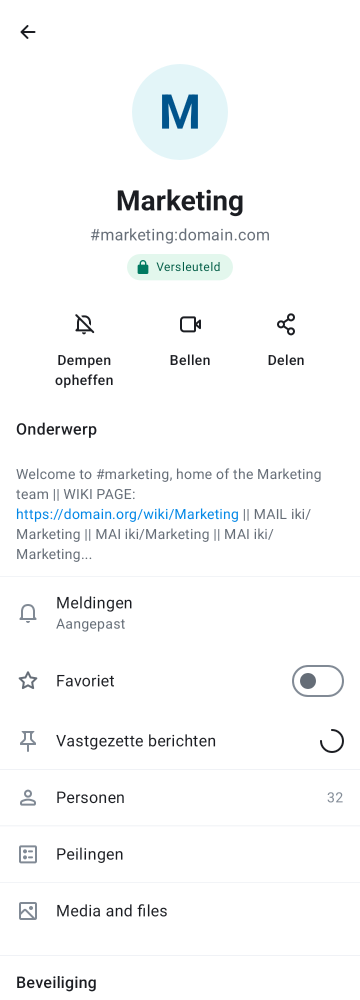 M
Marketing
#marketing:domain.com
Versleuteld
Dempen
opheffen
Bellen
Delen
Onderwerp
Welcome to #marketing, home of the Marketing
team || WIKI PAGE:
https://domain.org/wiki/Marketing || MAIL iki/
Marketing || MAI iki/Marketing || MAI iki/
Marketing...
Meldingen
Aangepast
Favoriet
Vastgezette berichten
Personen 32
Peilingen
Media and files
Beveiliging